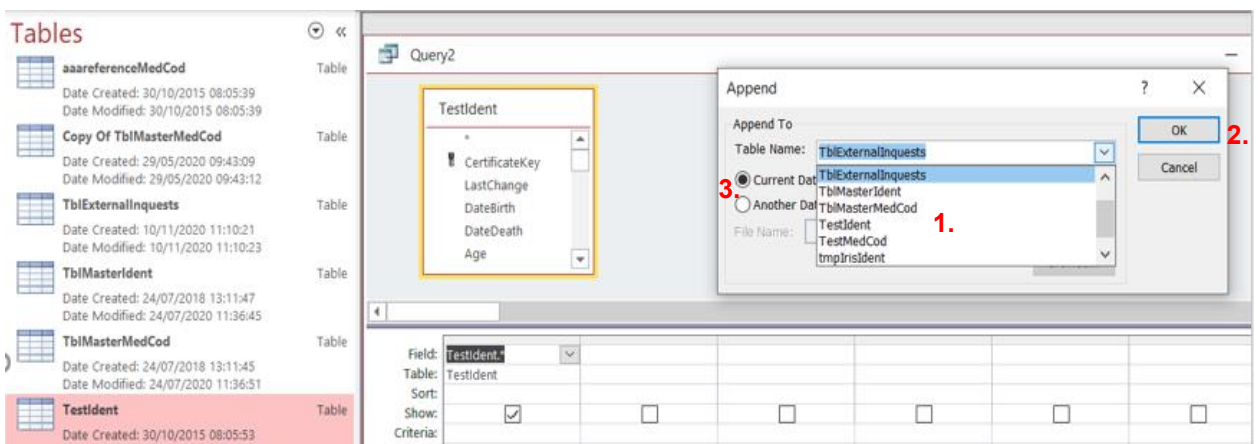 Tables
aaareferenceMedCod Table
Date Created: 30/10/2015 08:05:39
Date Modified: 30/10/2015 08:05:39
Copy Of TblMasterMedCod Table
Date Created: 29/05/2020 09:43:09
Date Modified: 29/05/2020 09:43:12
TblExternalInquests Table
Date Created: 10/11/2021 11:10:21
Date Modified: 10/11/2021 11:10:23
TblMasterIdent Table
Date Created: 24/07/2018 13:11:47
Date Modified: 24/07/2020 11:36:45
TblMasterMedCod Table
Date Created: 24/07/2018 13:11:45
Date Modified: 24/07/2020 11:36:51
TestIdent Table
Date Created: 30/10/2015 08:05:53
Query2
TestIdent
*
CertificateKey
LastChange
DateBirth
DateDeath
Age
Append ?
Append To
Table Name: TblExternalInquests
OK 2.
Cancel
3. Current Dat
Another Dat
File Name:
TblExternalInquests
TblMasterIdent
TblMasterMedCod
TestIdent
TestMedCod
tmpIrisIdent
1.
Field: TestIdent.*
Table: TestIdent
Sort:
Show:
Criteria: